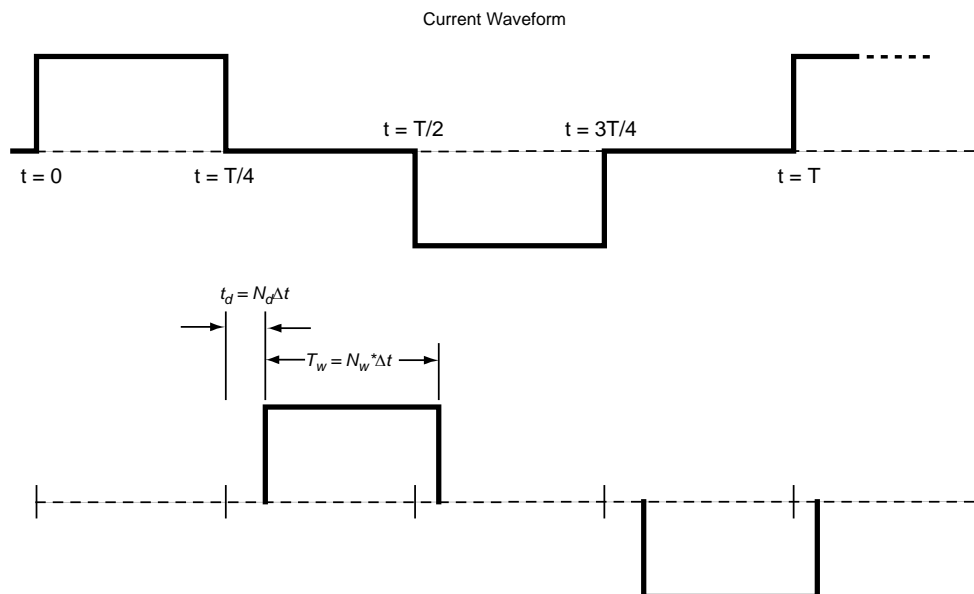 Current Waveform
t = T/2
t = 3T/4
t = 0
t = T/4
t = T
t_d = N_dΔt
T_w = N_w*Δt